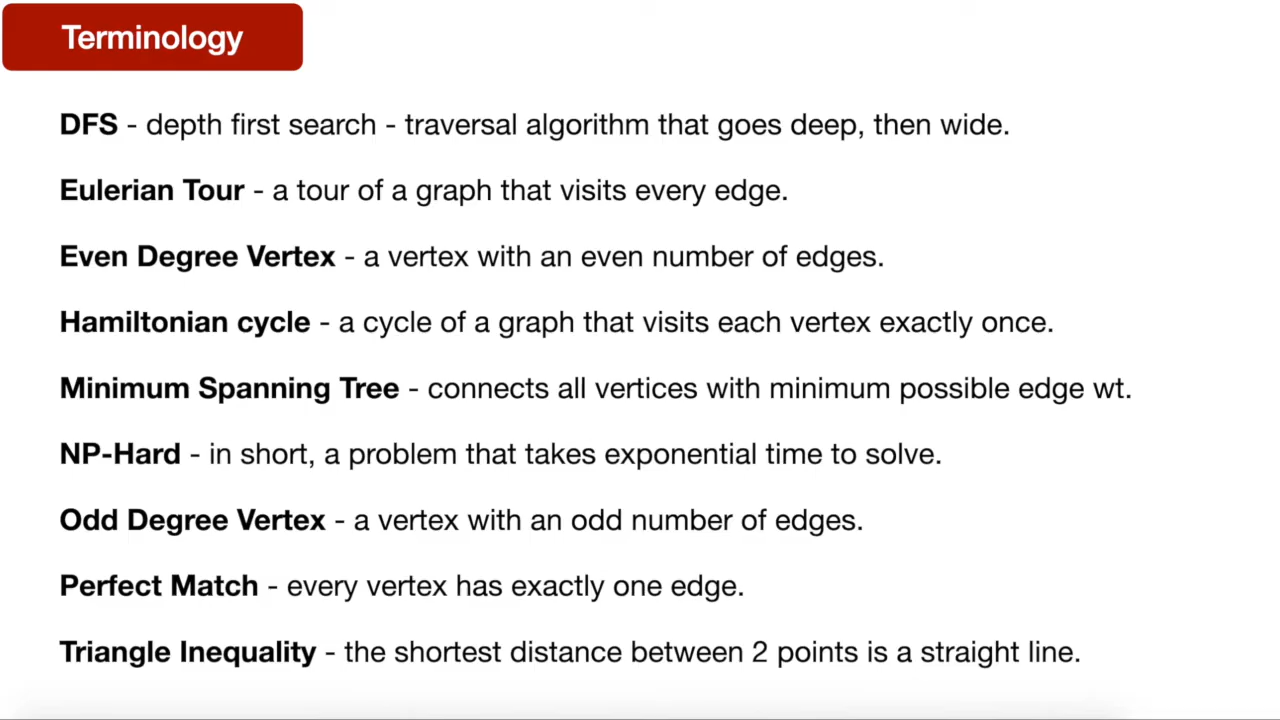 Terminology
DFS - depth first search - traversal algorithm that goes deep, then wide.
Eulerian Tour - a tour of a graph that visits every edge.
Even Degree Vertex - a vertex with an even number of edges.
Hamiltonian cycle - a cycle of a graph that visits each vertex exactly once.
Minimum Spanning Tree - connects all vertices with minimum possible edge wt.
NP-Hard - in short, a problem that takes exponential time to solve.
Odd Degree Vertex - a vertex with an odd number of edges.
Perfect Match - every vertex has exactly one edge.
Triangle Inequality - the shortest distance between 2 points is a straight line.